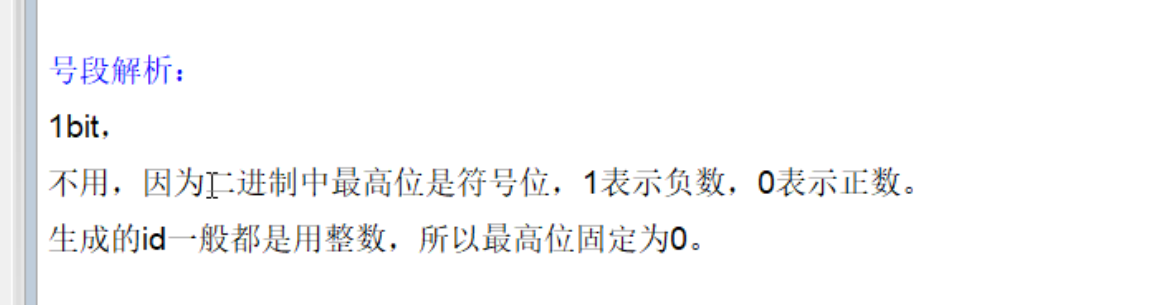 号段解析：
1bit，
不用，因为二进制中最高位是符号位，1表示负数，0表示正数。
生成的id一般都是用整数，所以最高位固定为0。